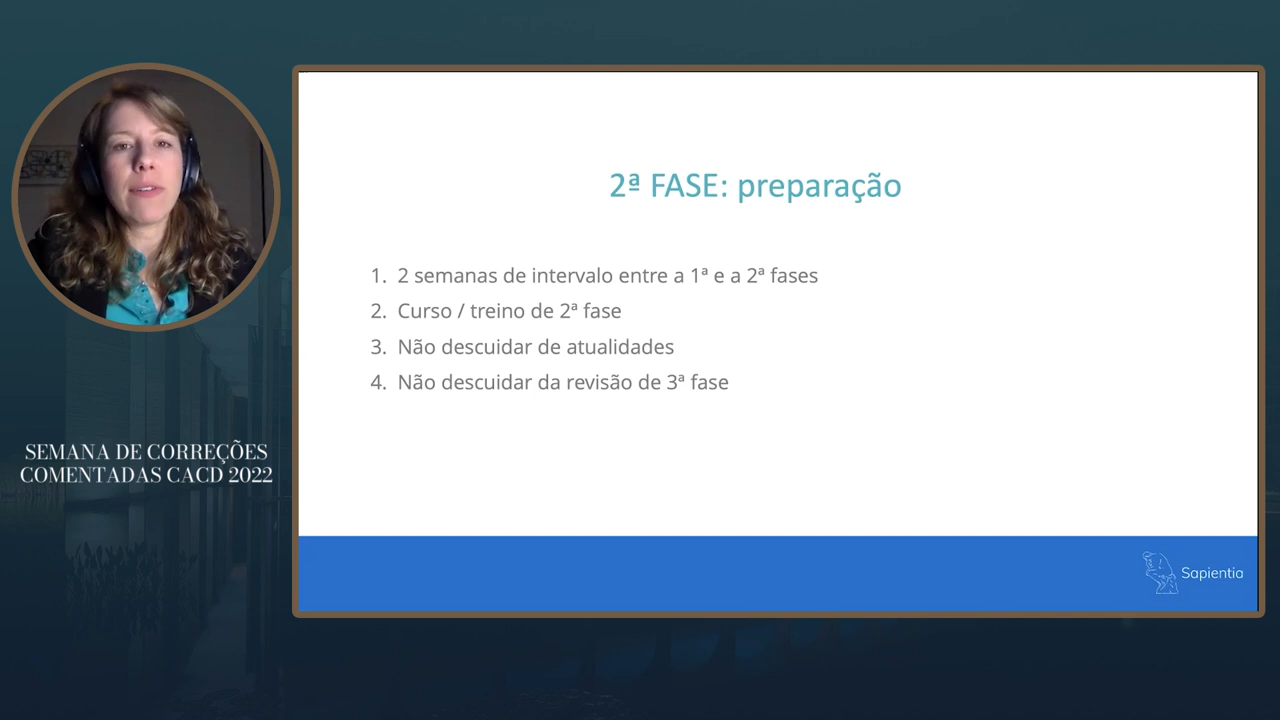 SEMANA DE CORREÇÕES
COMENTADAS CACD 2022
2ª FASE: preparação
1. 2 semanas de intervalo entre a 1ª e a 2ª fases
2. Curso / treino de 2ª fase
3. Não descuidar de atualidades
4. Não descuidar da revisão de 3ª fase
Sapientia